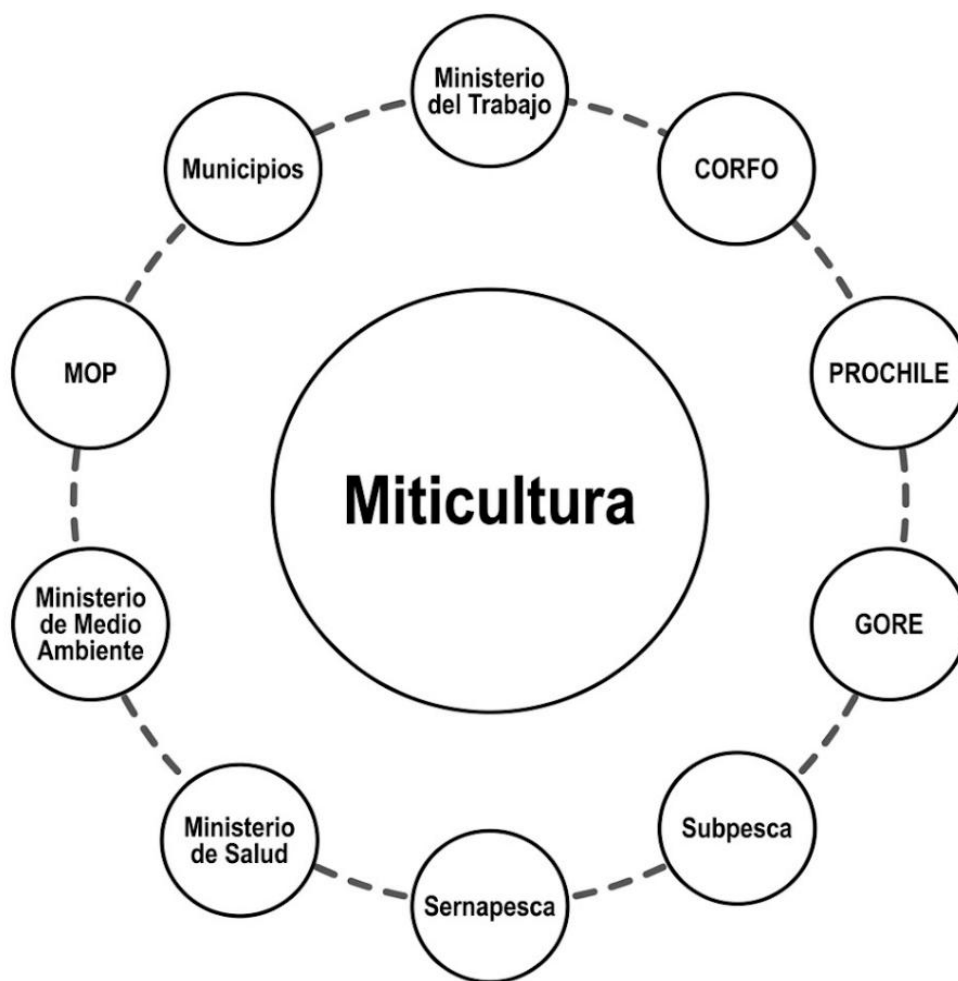 Ministerio
del Trabajo
CORFO
PROCHILE
GORE
Subpesca
Sernapesca
Ministerio
de Salud
Ministerio
de Medio
Ambiente
MOP
Municipios
Miticultura